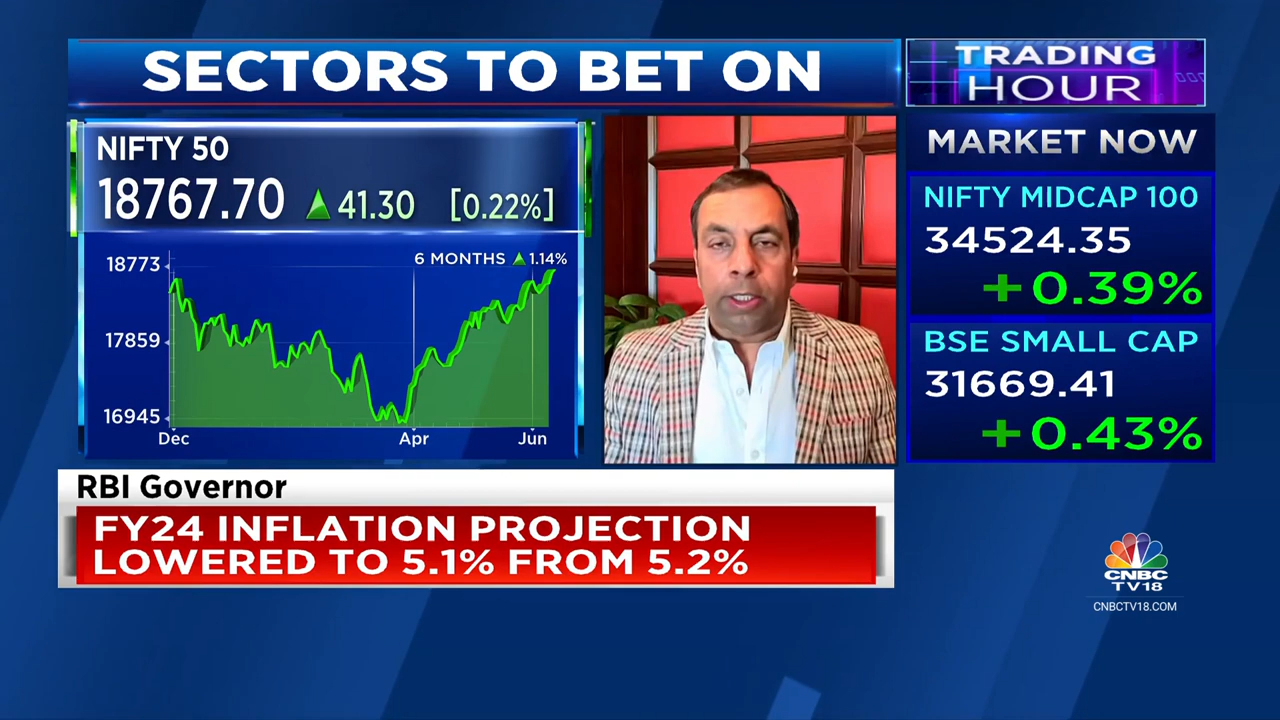 SECTORS TO BET ON
TRADING
HOUR
NIFTY 50
18767.70 ▲ 41.30 [0.22%]
6 MONTHS ▲ 1.14%
18773
17859
16945
Dec Apr Jun
MARKET NOW
NIFTY MIDCAP 100
34524.35
+0.39%
BSE SMALL CAP
31669.41
+0.43%
RBI Governor
FY24 INFLATION PROJECTION
LOWERED TO 5.1% FROM 5.2%
CNBC
TV18
CNBCTV18.COM